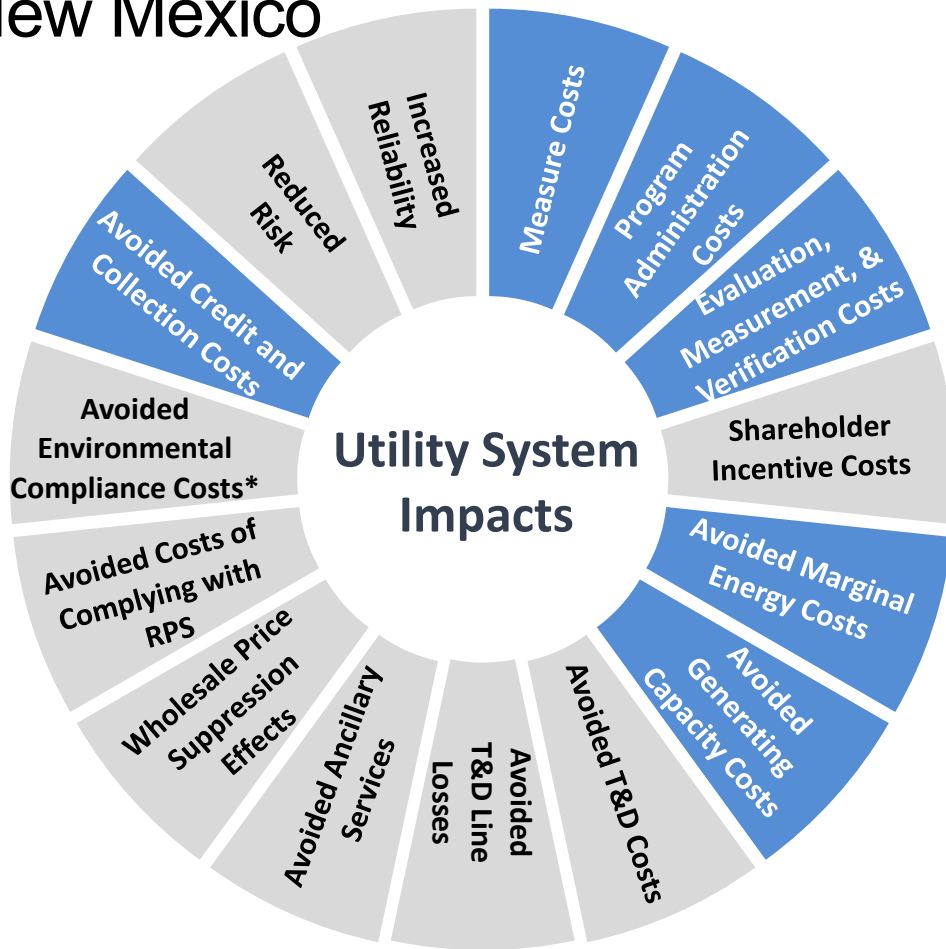 New Mexico
Measure Costs
Program
Administration
Costs
Evaluation,
Measurement, &
Verification Costs
Shareholder
Incentive Costs
Avoided Marginal
Energy Costs
Avoided
Generating
Capacity Costs
Avoided T&D Costs
Avoided
T&D Line
Losses
Avoided Ancillary
Services
Wholesale Price
Suppression
Effects
Avoided Costs of
Complying with
RPS
Avoided
Environmental
Compliance Costs*
Avoided Credit and
Collection Costs
Reduced
Risk
Increased
Reliability
Utility System
Impacts